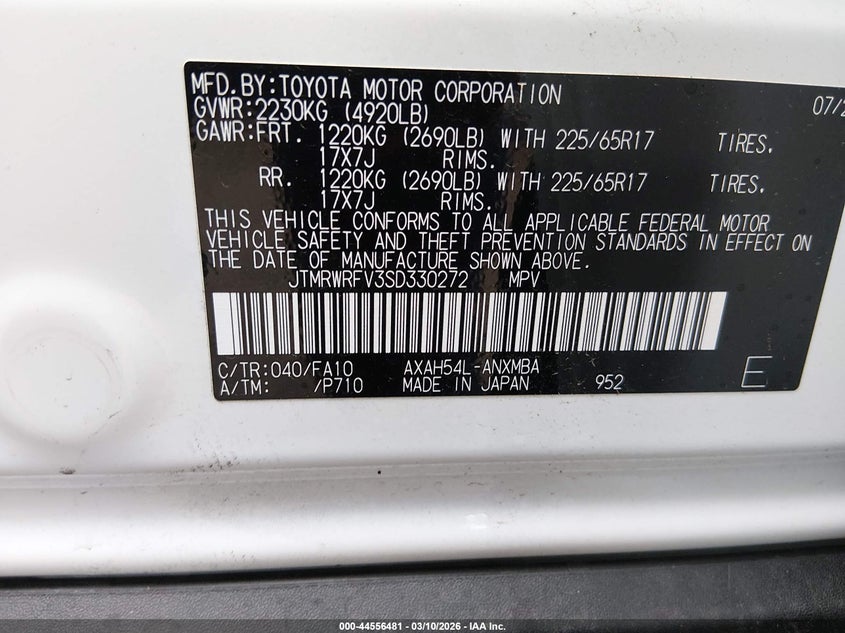 MFD.BY:TOYOTA MOTOR CORPORATION 07/2
GVWR:2230KG (4920LB)
GAWR:FRT. 1220KG (2690LB) WITH 225/65R17 TIRES,
17X7J RIMS.
RR. 1220KG (2690LB) WITH 225/65R17 TIRES.
17X7J RIMS.
THIS VEHICLE CONFORMS TO ALL APPLICABLE FEDERAL MOTOR
VEHICLE SAFETY AND THEFT PREVENTION STANDARDS IN EFFECT ON
THE DATE OF MANUFACTURE SHOWN ABOVE.
JTMRWRFV3SD330272 MPV
C/TR:040/FA10 AXAH54L-ANXMBA
A/TM: /P710 MADE IN JAPAN 952 E
000-44556481 - 03/10/2026 - IAA Inc.